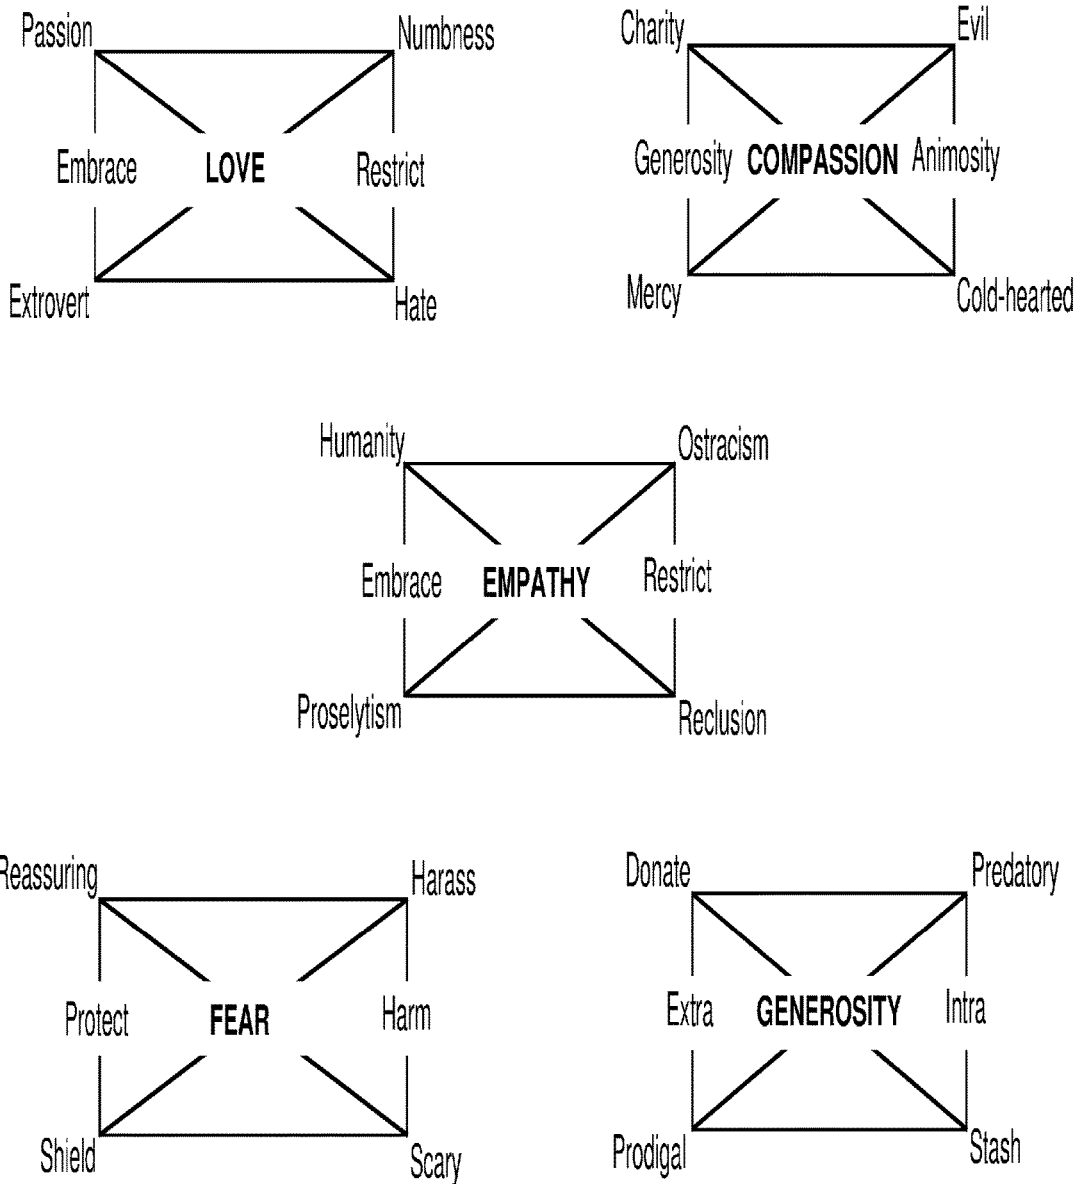 Passion Numbness
Embrace LOVE Restrict
Extrovert Hate
Charity Evil
Generosity COMPASSION Animosity
Mercy Cold-hearted
Humanity Ostracism
Embrace EMPATHY Restrict
Proselytism Reclusion
Reassuring Harass
Protect FEAR Harm
Shield Scary
Donate Predatory
Extra GENEROSITY Intra
Prodigal Stash